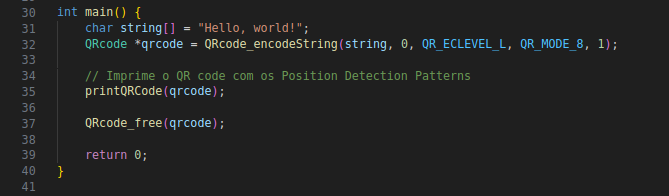 30 int main() {
31 char string[] = "Hello, world!";
32 QRcode *qrcode = QRcode_encodeString(string, 0, QR_ECLEVEL_L, QR_MODE_8, 1);
33
34 // Imprime o QR code com os Position Detection Patterns
35 printQRCode(qrcode);
36
37 QRcode_free(qrcode);
38
39 return 0;
40 }
41